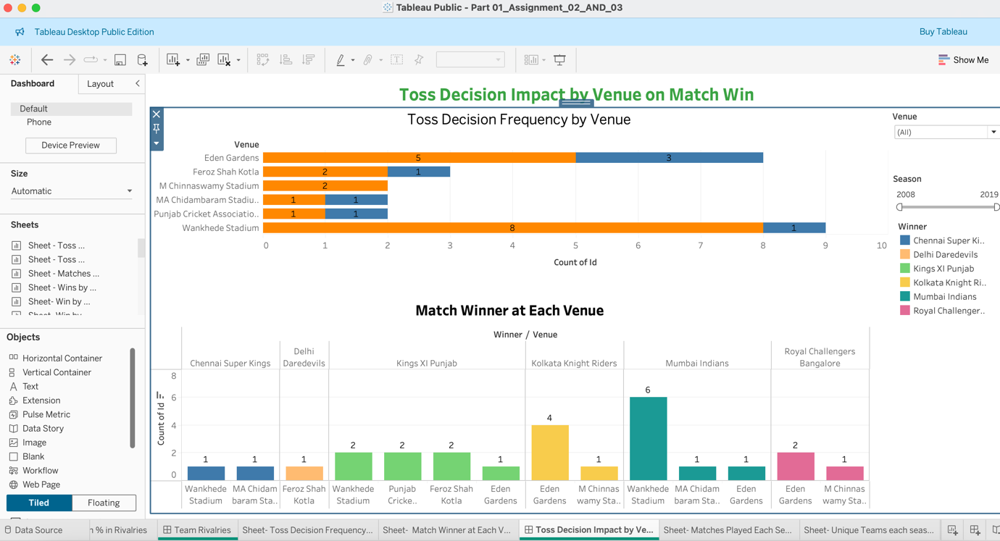 Tableau Public - Part 01_Assignment_02_AND_03
Tableau Desktop Public Edition
Buy Tableau
Show Me
Dashboard
Layout
Default
Phone
Device Preview
Size
Automatic
Sheets
Sheet - Toss ...
Sheet - Toss ...
Sheet - Matches ...
Sheet - Wins by ...
Sheet- Win by ...
Sheet- Win by
Objects
Horizontal Container
Vertical Container
Text
Extension
Pulse Metric
Data Story
Image
Blank
Workflow
Web Page
Tiled
Floating
Toss Decision Impact by Venue on Match Win
Toss Decision Frequency by Venue
Venue
Eden Gardens 5 3
Feroz Shah Kotla 2 1
M Chinnaswamy Stadium 2
MA Chidambaram Stadiu.. 1 1
Punjab Cricket Associatio.. 1 1
Wankhede Stadium 8 1
0 1 2 3 4 5 6 7 8 9 10
Count of Id
Venue
(All)
Season
2008 2019
Winner
Chennai Super Ki..
Delhi Daredevils
Kings XI Punjab
Kolkata Knight Ri..
Mumbai Indians
Royal Challenger..
Match Winner at Each Venue
Winner / Venue
Chennai Super Kings
Delhi
Daredevils
Kings XI Punjab
Kolkata Knight Riders
Mumbai Indians
Royal Challengers
Bangalore
Count of Id
8
6
4
2
0
1 1 1 2 2 2 1 4 1 6 1 1 2 1
Wankhede
Stadium
MA Chidam
baram Sta..
Feroz Shah
Kotla
Wankhede
Stadium
Punjab
Cricke..
Feroz Shah
Kotla
Eden
Gardens
Eden
Gardens
M Chinnas
wamy Sta..
Wankhede
Stadium
MA Chidam
baram Sta..
Eden
Gardens
Eden
Gardens
M Chinnas
wamy Sta..
Data Source
% in Rivalries
Team Rivalries
Sheet- Toss Decision Frequency...
Sheet- Match Winner at Each V...
Toss Decision Impact by Ve...
Sheet- Matches Played Each Se...
Sheet- Unique Teams each seas...